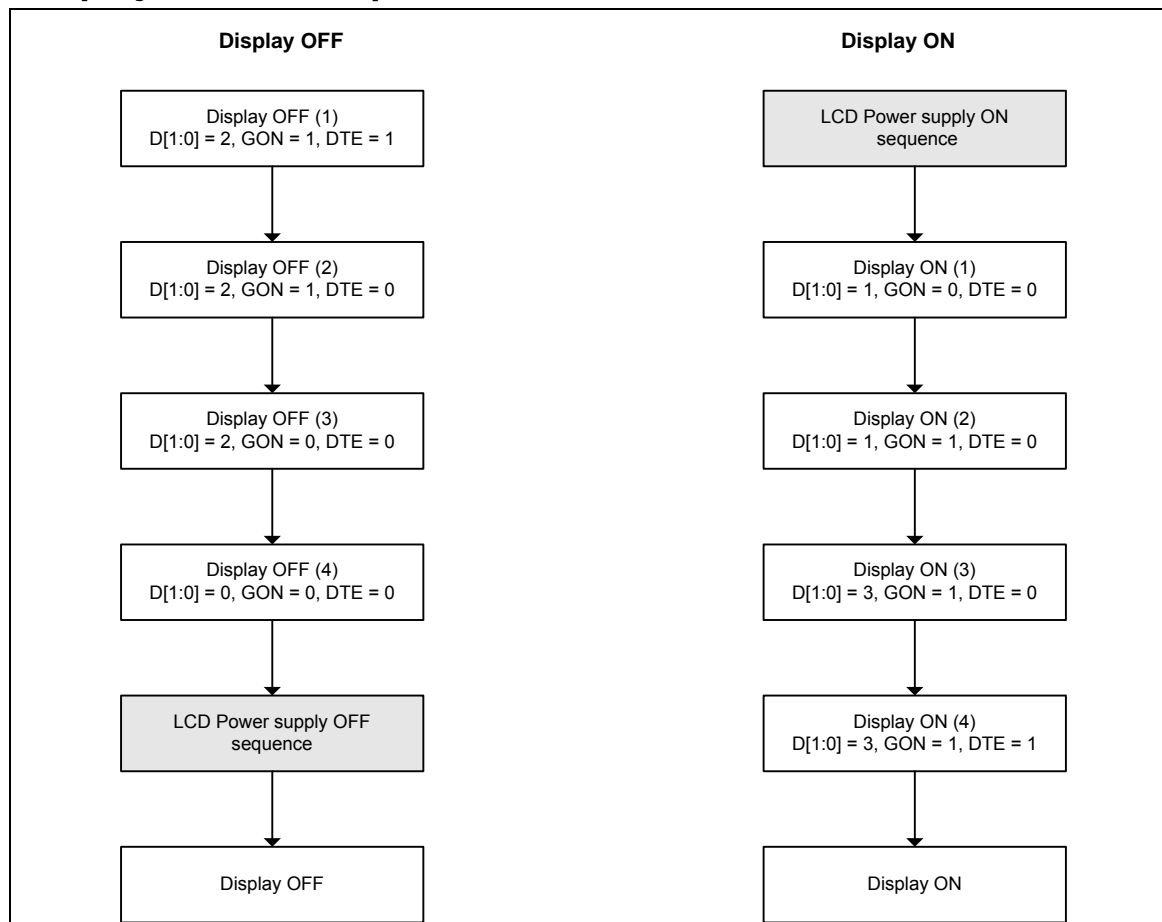 Display OFF
Display OFF (1)
D[1:0] = 2, GON = 1, DTE = 1
Display OFF (2)
D[1:0] = 2, GON = 1, DTE = 0
Display OFF (3)
D[1:0] = 2, GON = 0, DTE = 0
Display OFF (4)
D[1:0] = 0, GON = 0, DTE = 0
LCD Power supply OFF
sequence
Display OFF
Display ON
LCD Power supply ON
sequence
Display ON (1)
D[1:0] = 1, GON = 0, DTE = 0
Display ON (2)
D[1:0] = 1, GON = 1, DTE = 0
Display ON (3)
D[1:0] = 3, GON = 1, DTE = 0
Display ON (4)
D[1:0] = 3, GON = 1, DTE = 1
Display ON